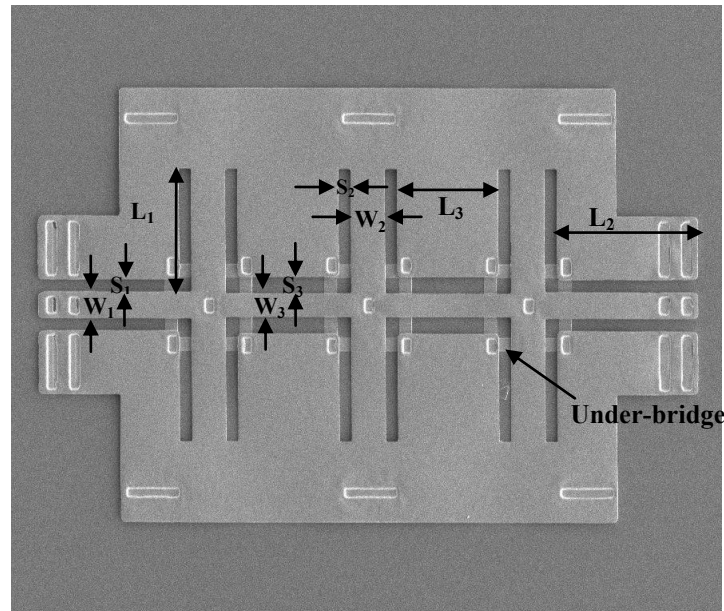 S₂
L₁
L₃
W₂
L₂
S₁
S₃
W₁
W₃
Under-bridge